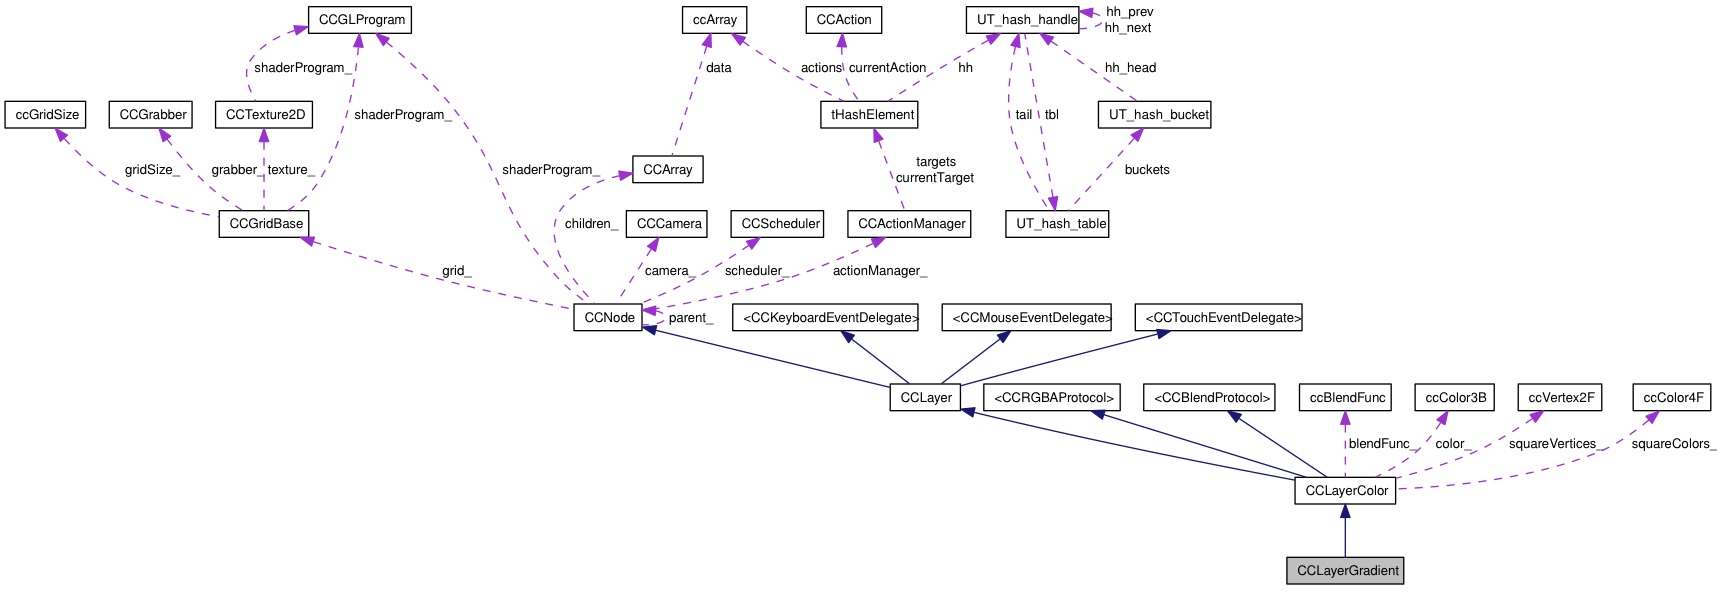 CCGLProgram
ccArray
CCAction
UT_hash_handle
hh_prev
hh_next
shaderProgram_
data
actions
currentAction
hh
hh_head
ccGridSize
CCGrabber
CCTexture2D
shaderProgram_
tHashElement
tail
tbl
UT_hash_bucket
gridSize_
grabber_
texture_
shaderProgram_
CCArray
targets
currentTarget
buckets
CCGridBase
children_
CCCamera
CCScheduler
CCActionManager
UT_hash_table
grid_
camera_
scheduler_
actionManager_
CCNode
parent_
<CCKeyboardEventDelegate>
<CCMouseEventDelegate>
<CCTouchEventDelegate>
CCLayer
<CCRGBAProtocol>
<CCBlendProtocol>
ccBlendFunc
ccColor3B
ccVertex2F
ccColor4F
blendFunc_
color_
squareVertices_
squareColors_
CCLayerColor
CCLayerGradient